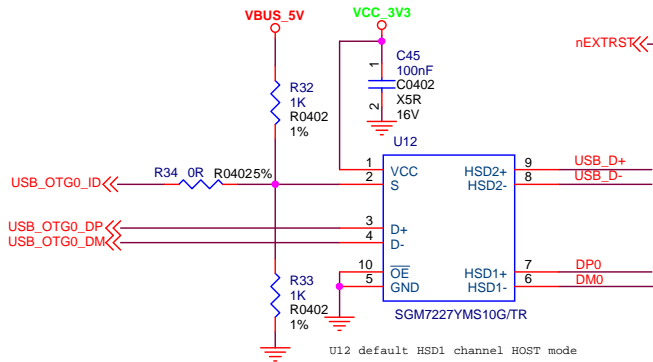 VBUS_5V
VCC_3V3
nEXTRST
C45
100nF
C0402
X5R
16V
1
2
R32
1K
R0402
1%
U12
USB_OTG0_ID
R34 0R R04025%
1 VCC HSD2+ 9 USB_D+
2 S HSD2- 8 USB_D-
USB_OTG0_DP 3 D+
USB_OTG0_DM 4 D-
10 OE HSD1+ 7 DP0
5 GND HSD1- 6 DM0
R33
1K
R0402
1%
SGM7227YMS10G/TR
U12 default HSD1 channel HOST mode